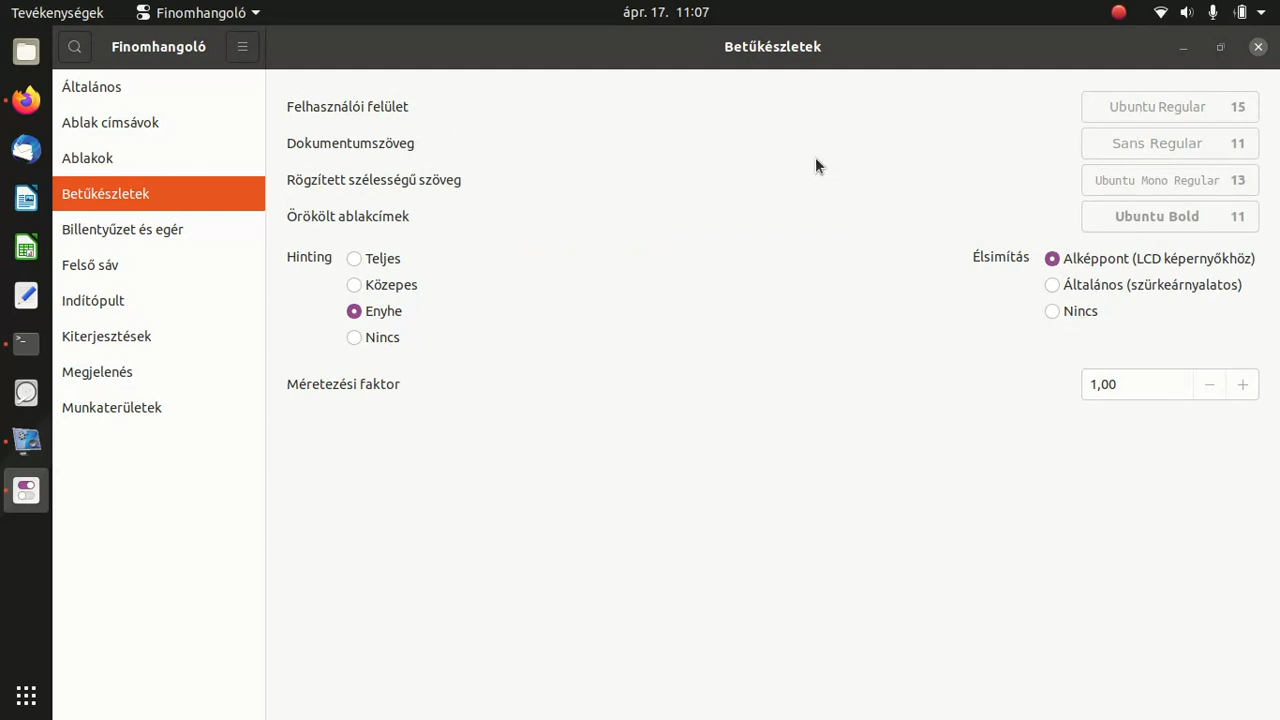 Tevékenységek
Finomhangoló
ápr. 17. 11:07
Finomhangoló
Betűkészletek
Általános
Ablak címsávok
Ablakok
Betűkészletek
Billentyűzet és egér
Felső sáv
Indítópult
Kiterjesztések
Megjelenés
Munkaterületek
Felhasználói felület
Ubuntu Regular 15
Dokumentumszöveg
Sans Regular 11
Rögzített szélességű szöveg
Ubuntu Mono Regular 13
Örökölt ablakcímek
Ubuntu Bold 11
Hinting
Teljes
Közepes
Enyhe
Nincs
Élsimítás
Alképpont (LCD képernyőkhöz)
Általános (szürkeárnyalatos)
Nincs
Méretezési faktor
1,00